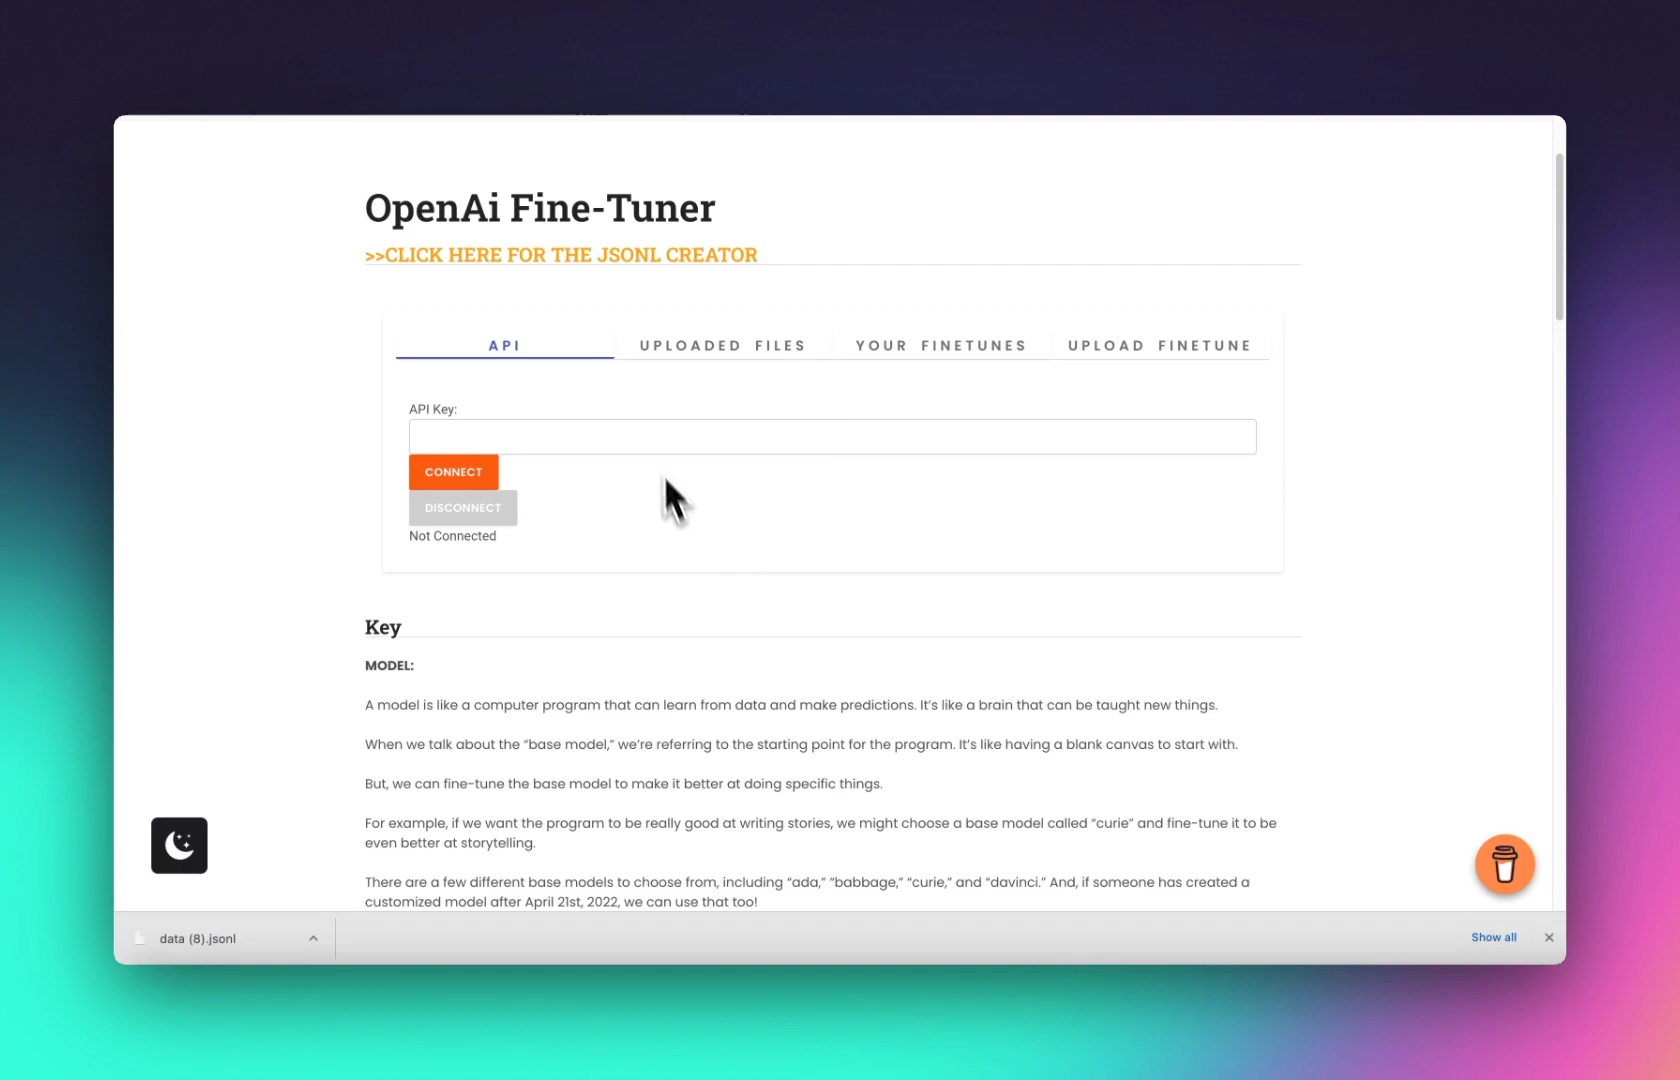 OpenAi Fine-Tuner
>>CLICK HERE FOR THE JSONL CREATOR
API
UPLOADED FILES
YOUR FINETUNES
UPLOAD FINETUNE
API Key:
CONNECT
DISCONNECT
Not Connected
Key
MODEL:
A model is like a computer program that can learn from data and make predictions. It’s like a brain that can be taught new things.
When we talk about the “base model,” we’re referring to the starting point for the program. It’s like having a blank canvas to start with.
But, we can fine-tune the base model to make it better at doing specific things.
For example, if we want the program to be really good at writing stories, we might choose a base model called “curie” and fine-tune it to be
even better at storytelling.
There are a few different base models to choose from, including “ada,” “babbage,” “curie,” and “davinci.” And, if someone has created a
customized model after April 21st, 2022, we can use that too!
data (8).jsonl
Show all